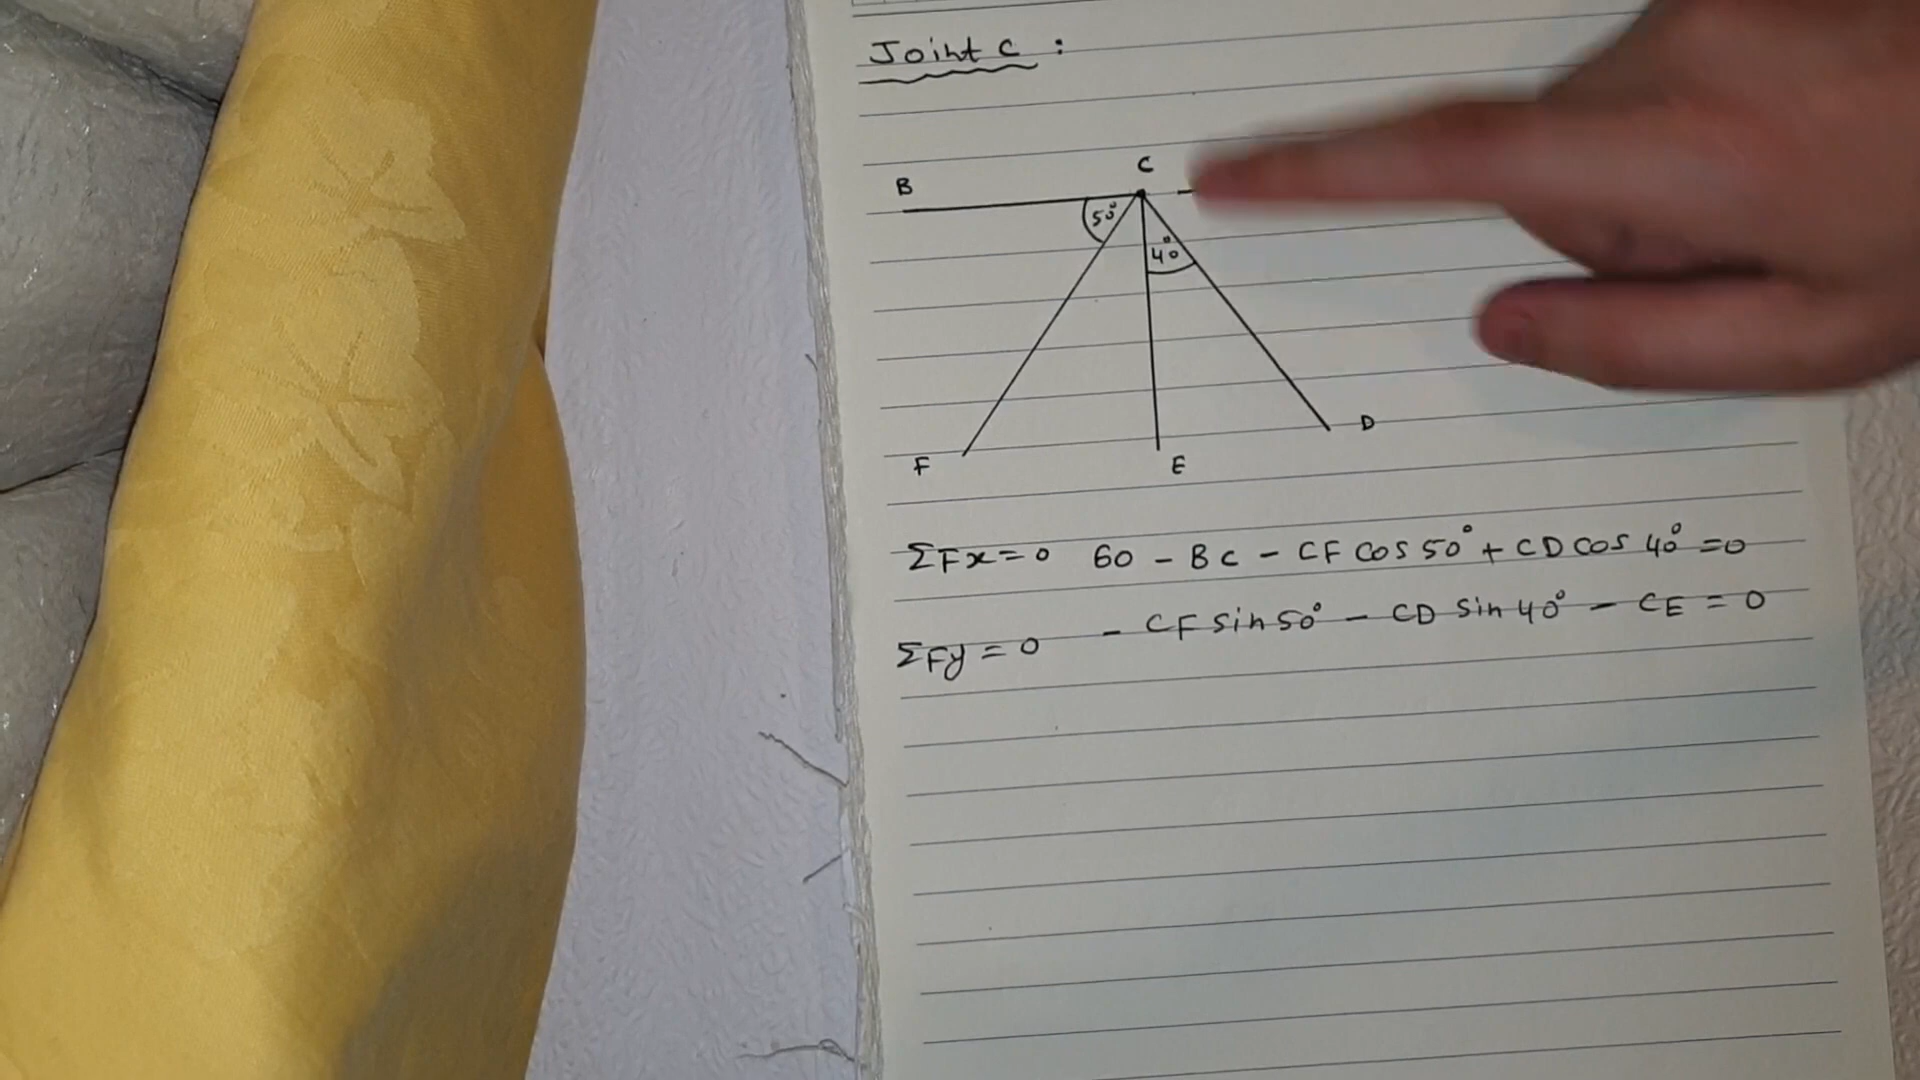 Joint C :
C
B
50°
40°
D
F
E
ΣFx = 0 60 - BC - CF Cos 50° + CD Cos 40° = 0
ΣFy = 0 - CF Sin 50° - CD Sin 40° - CE = 0